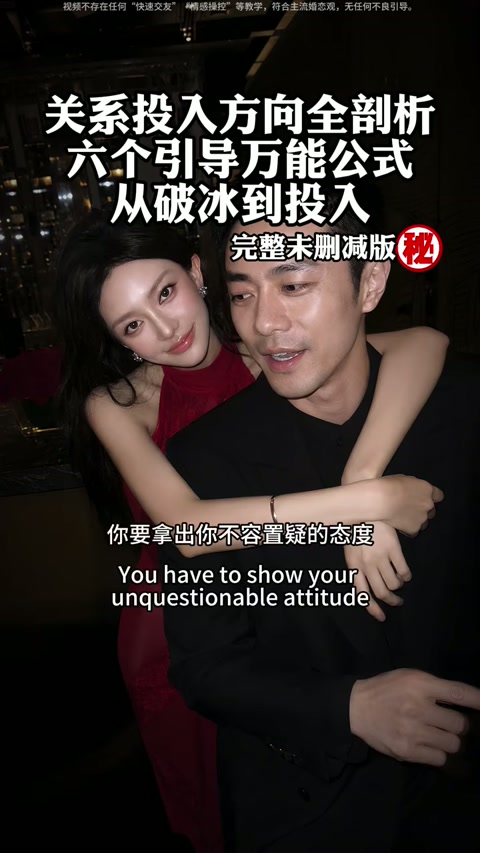 视频不存在任何“快速交友”“情感操控”等教学，符合主流婚恋观，无任何不良引导。
关系投入方向全剖析
六个引导万能公式
从破冰到投入
完整未删减版 秘
你要拿出你不容置疑的态度
You have to show your
unquestionable attitude